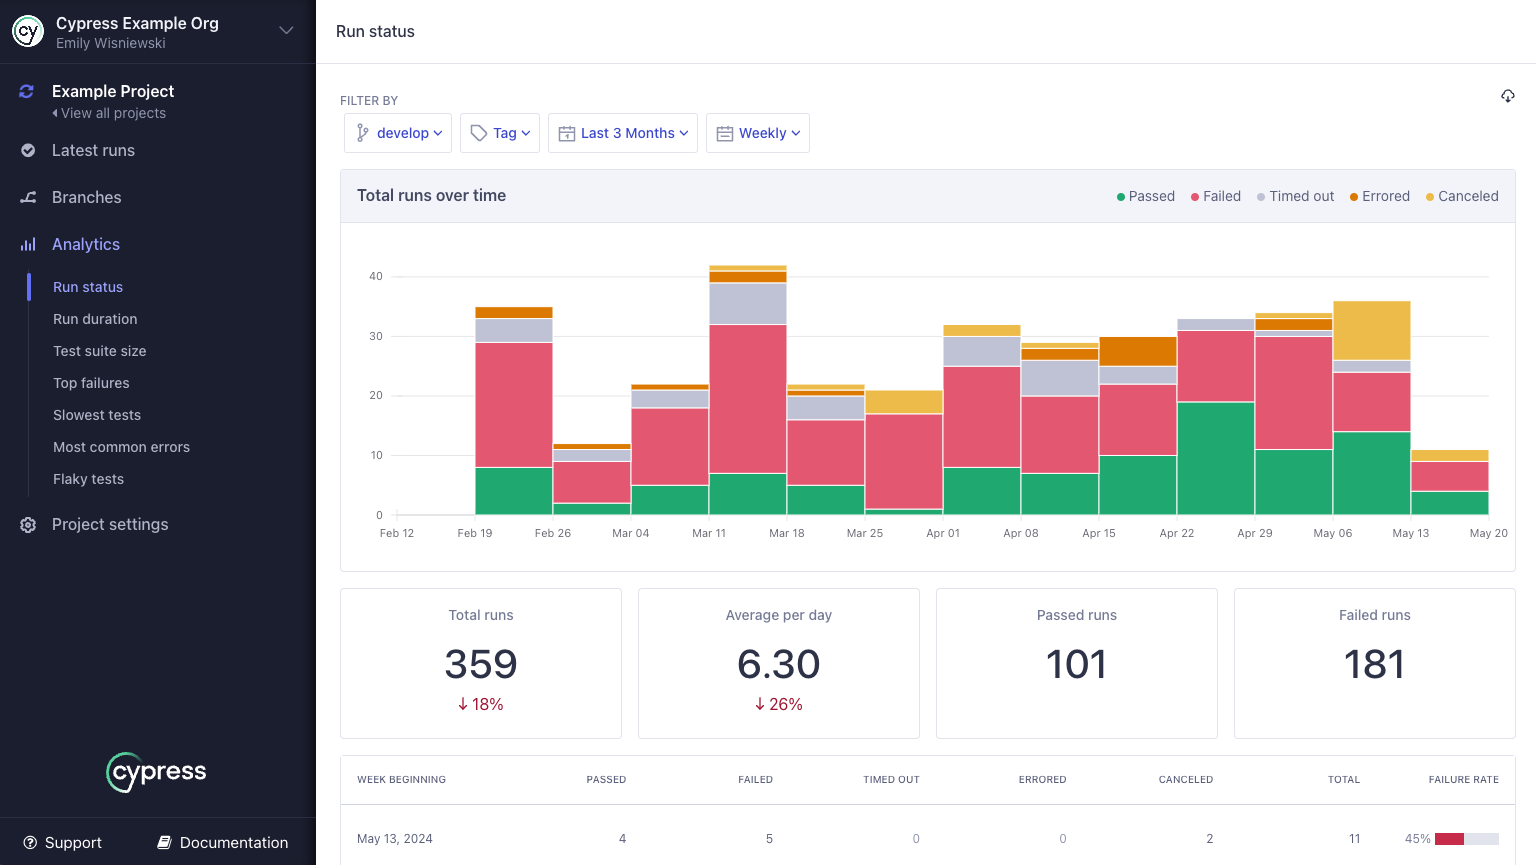 Cypress Example Org
Emily Wisniewski
Example Project
View all projects
Latest runs
Branches
Analytics
Run status
Run duration
Test suite size
Top failures
Slowest tests
Most common errors
Flaky tests
Project settings
cypress
Support
Documentation
Run status
FILTER BY
develop
Tag
Last 3 Months
Weekly
Total runs over time
Passed Failed Timed out Errored Canceled
40
30
20
10
0
Feb 12 Feb 19 Feb 26 Mar 04 Mar 11 Mar 18 Mar 25 Apr 01 Apr 08 Apr 15 Apr 22 Apr 29 May 06 May 13 May 20
Total runs
359
↓ 18%
Average per day
6.30
↓ 26%
Passed runs
101
Failed runs
181
WEEK BEGINNING PASSED FAILED TIMED OUT ERRORED CANCELED TOTAL FAILURE RATE
May 13, 2024 4 5 0 0 2 11 45%